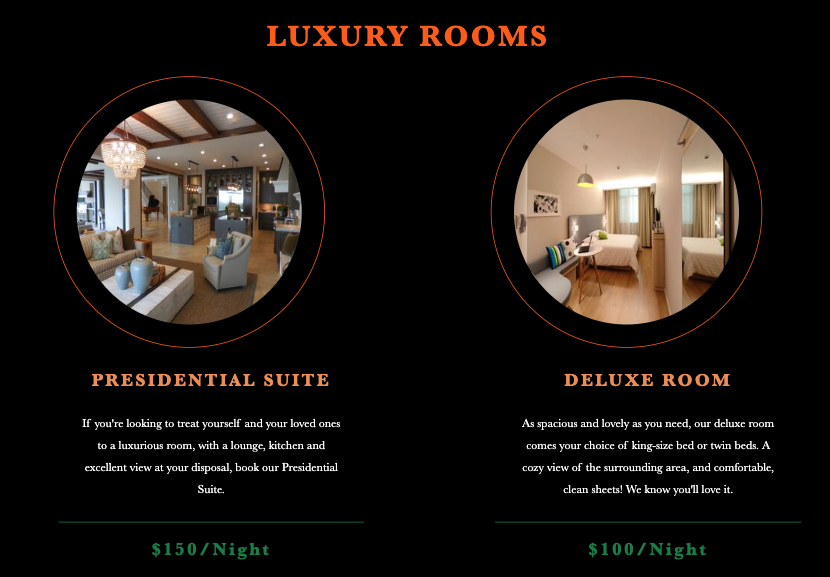 LUXURY ROOMS
PRESIDENTIAL SUITE
If you're looking to treat yourself and your loved ones
to a luxurious room, with a lounge, kitchen and
excellent view at your disposal, book our Presidential
Suite.
$150/Night
DELUXE ROOM
As spacious and lovely as you need, our deluxe room
comes your choice of king-size bed or twin beds. A
cozy view of the surrounding area, and comfortable,
clean sheets! We know you'll love it.
$100/Night